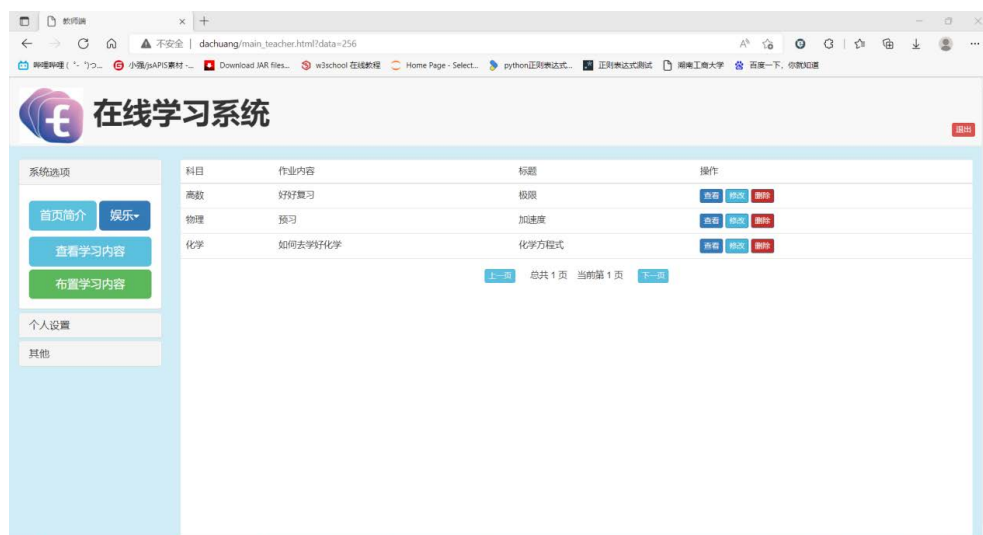 教师端
不安全 | dachuang/main_teacher.html?data=256
哔哩哔哩 ( ゜- ゜)つ... 小强/jsAPIS素材 -... Download JAR files... w3school 在线教程 Home Page - Select... python正则表达式... 正则表达式测试 湖南工商大学 百度一下,你就知道
在线学习系统
退出
系统选项
首页简介 娱乐
查看学习内容
布置学习内容
个人设置
其他
科目 作业内容 标题 操作
高数 好好复习 极限 查看 修改 删除
物理 预习 加速度 查看 修改 删除
化学 如何去学好化学 化学方程式 查看 修改 删除
上一页 总共 1 页 当前第 1 页 下一页